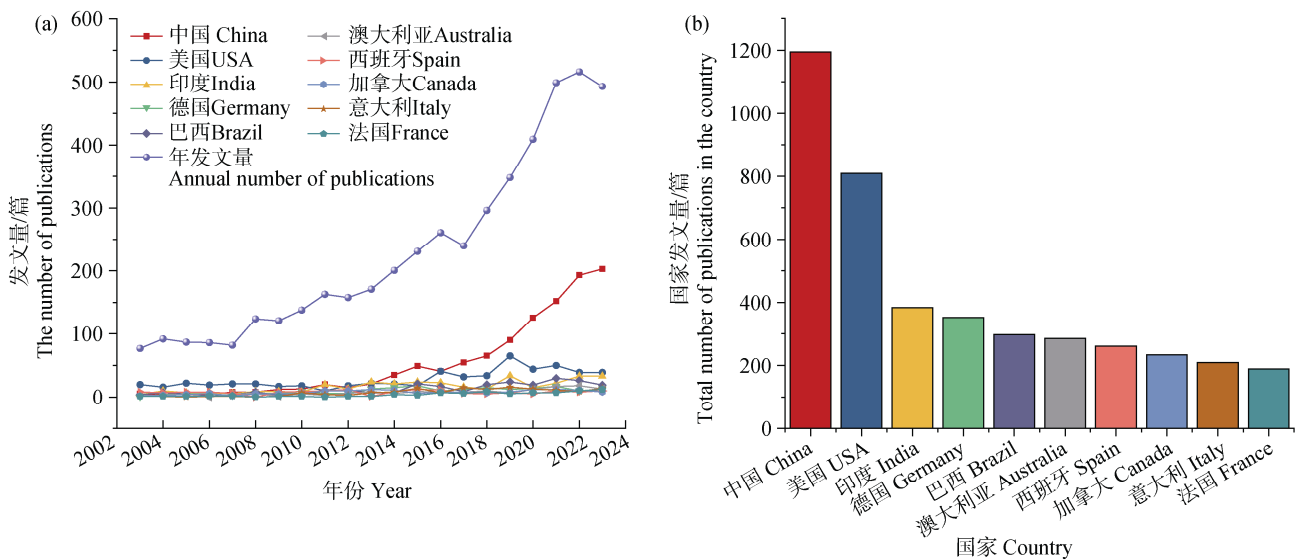 (a)
600
500
400
300
200
100
0
发文量/篇
The number of publications
中国 China
美国USA
印度India
德国Germany
巴西Brazil
年发文量
Annual number of publications
澳大利亚Australia
西班牙Spain
加拿大Canada
意大利Italy
法国France
2002
2004
2006
2008
2010
2012
2014
2016
2018
2020
2022
2024
年份 Year
(b)
1200
1000
800
600
400
200
0
国家发文量/篇
Total number of publications in the country
中国 China
美国 USA
印度 India
德国 Germany
巴西 Brazil
澳大利亚 Australia
西班牙 Spain
加拿大 Canada
意大利 Italy
法国 France
国家 Country